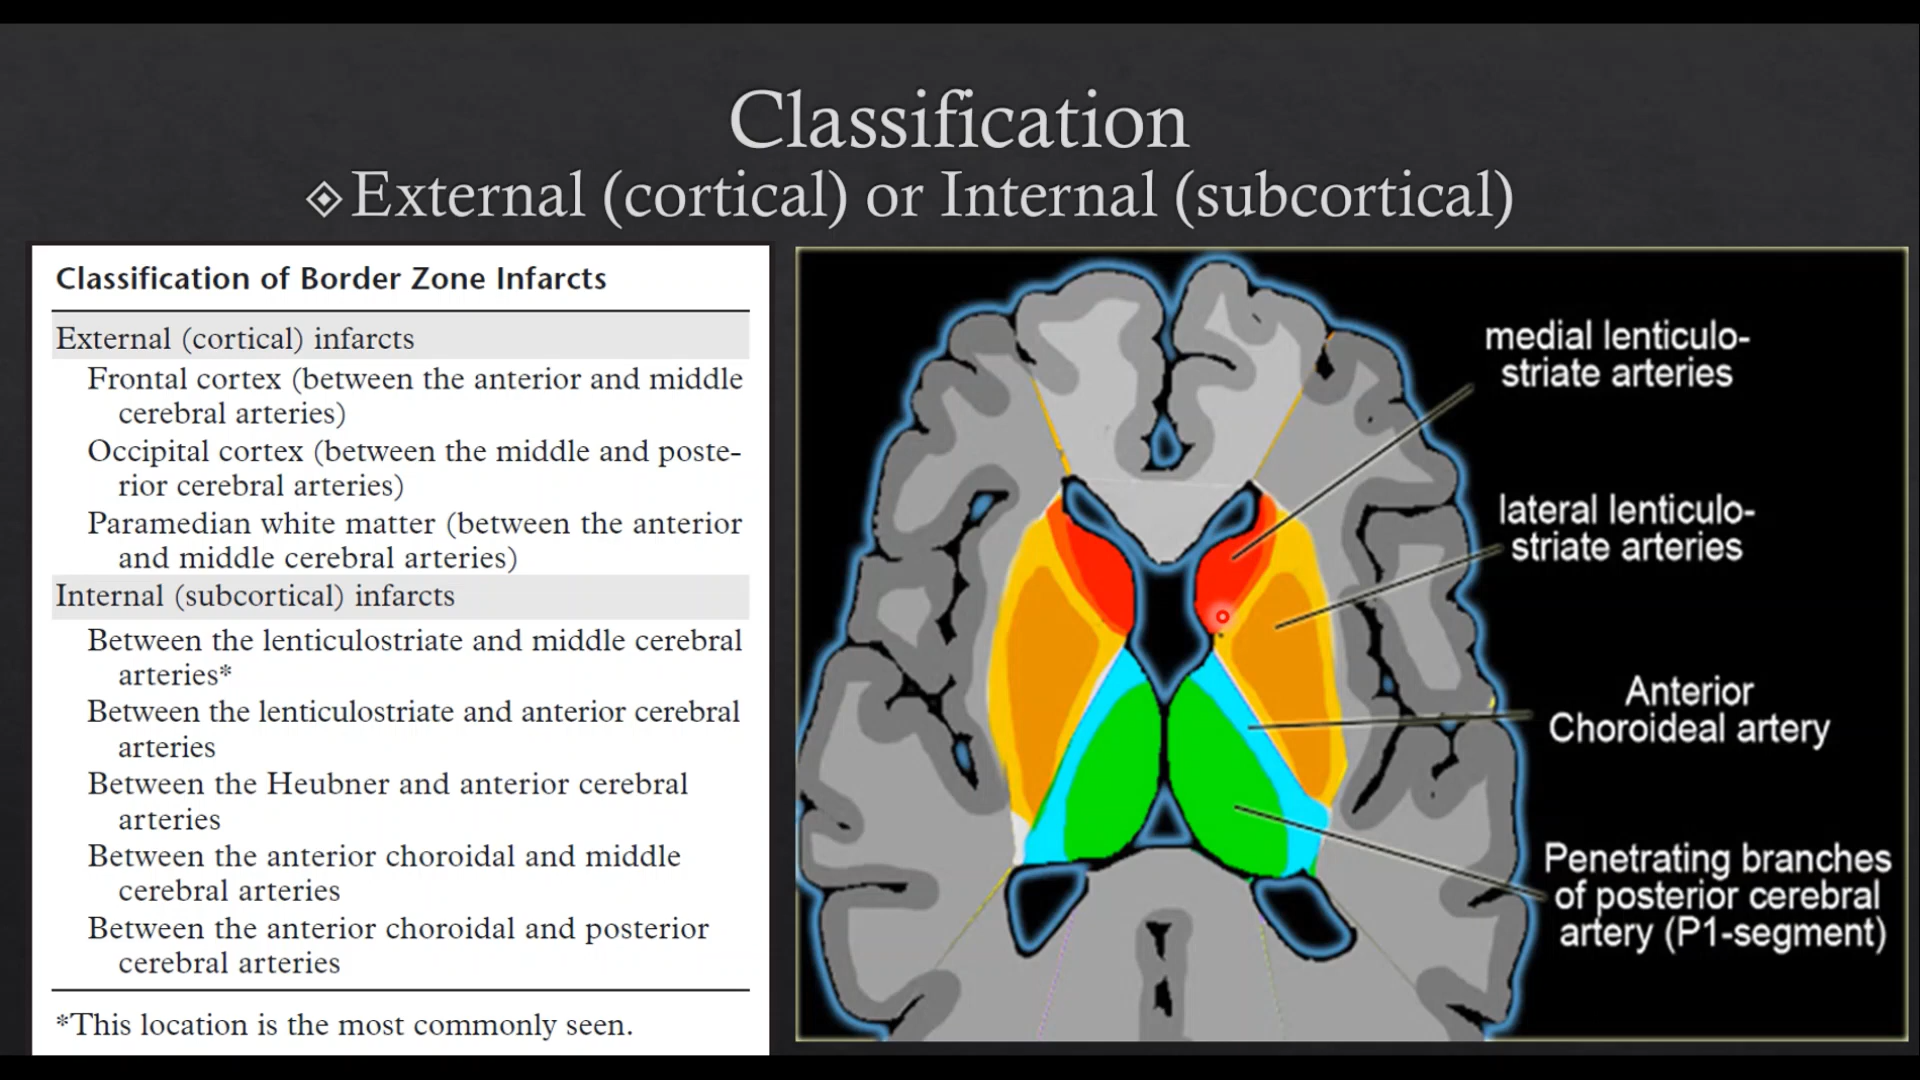 Classification
External (cortical) or Internal (subcortical)
Classification of Border Zone Infarcts
External (cortical) infarcts
Frontal cortex (between the anterior and middle
cerebral arteries)
Occipital cortex (between the middle and poste-
rior cerebral arteries)
Paramedian white matter (between the anterior
and middle cerebral arteries)
Internal (subcortical) infarcts
Between the lenticulostriate and middle cerebral
arteries*
Between the lenticulostriate and anterior cerebral
arteries
Between the Heubner and anterior cerebral
arteries
Between the anterior choroidal and middle
cerebral arteries
Between the anterior choroidal and posterior
cerebral arteries
*This location is the most commonly seen.
medial lenticulo-
striate arteries
lateral lenticulo-
striate arteries
Anterior
Choroideal artery
Penetrating branches
of posterior cerebral
artery (P1-segment)